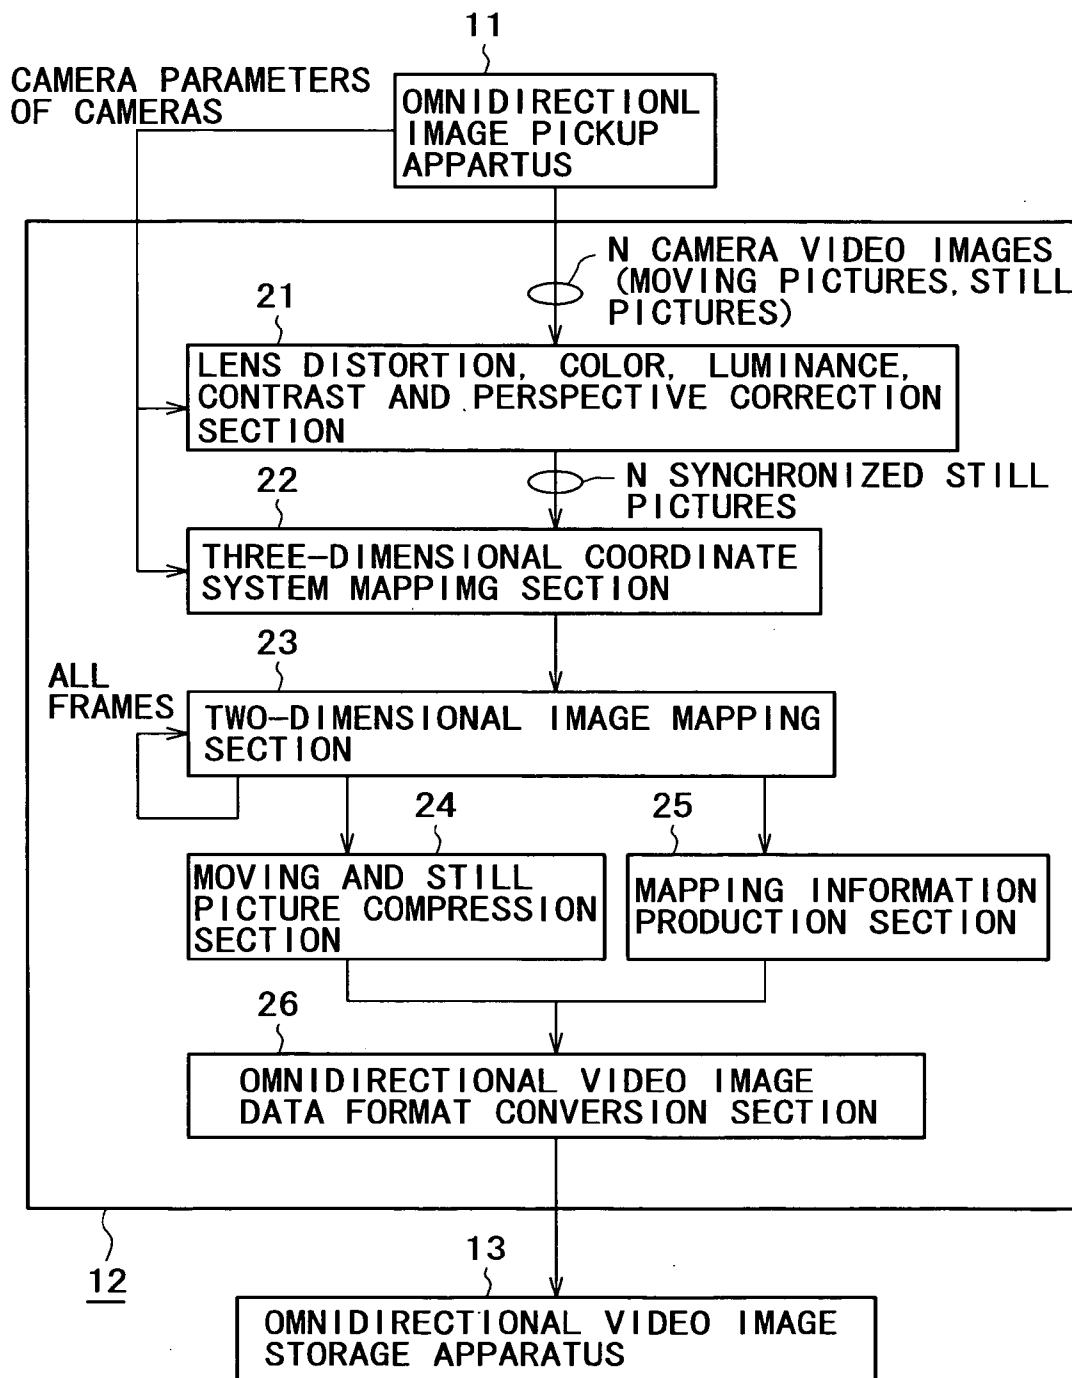 11
CAMERA PARAMETERS
OF CAMERAS
OMNIDIRECTIONL
IMAGE PICKUP
APPARTUS
N CAMERA VIDEO IMAGES
(MOVING PICTURES, STILL
PICTURES)
21
LENS DISTORTION, COLOR, LUMINANCE,
CONTRAST AND PERSPECTIVE CORRECTION
SECTION
N SYNCHRONIZED STILL
PICTURES
22
THREE-DIMENSIONAL COORDINATE
SYSTEM MAPPIMG SECTION
23
ALL
FRAMES
TWO-DIMENSIONAL IMAGE MAPPING
SECTION
24
25
MOVING AND STILL
PICTURE COMPRESSION
SECTION
MAPPING INFORMATION
PRODUCTION SECTION
26
OMNIDIRECTIONAL VIDEO IMAGE
DATA FORMAT CONVERSION SECTION
12
13
OMNIDIRECTIONAL VIDEO IMAGE
STORAGE APPARATUS